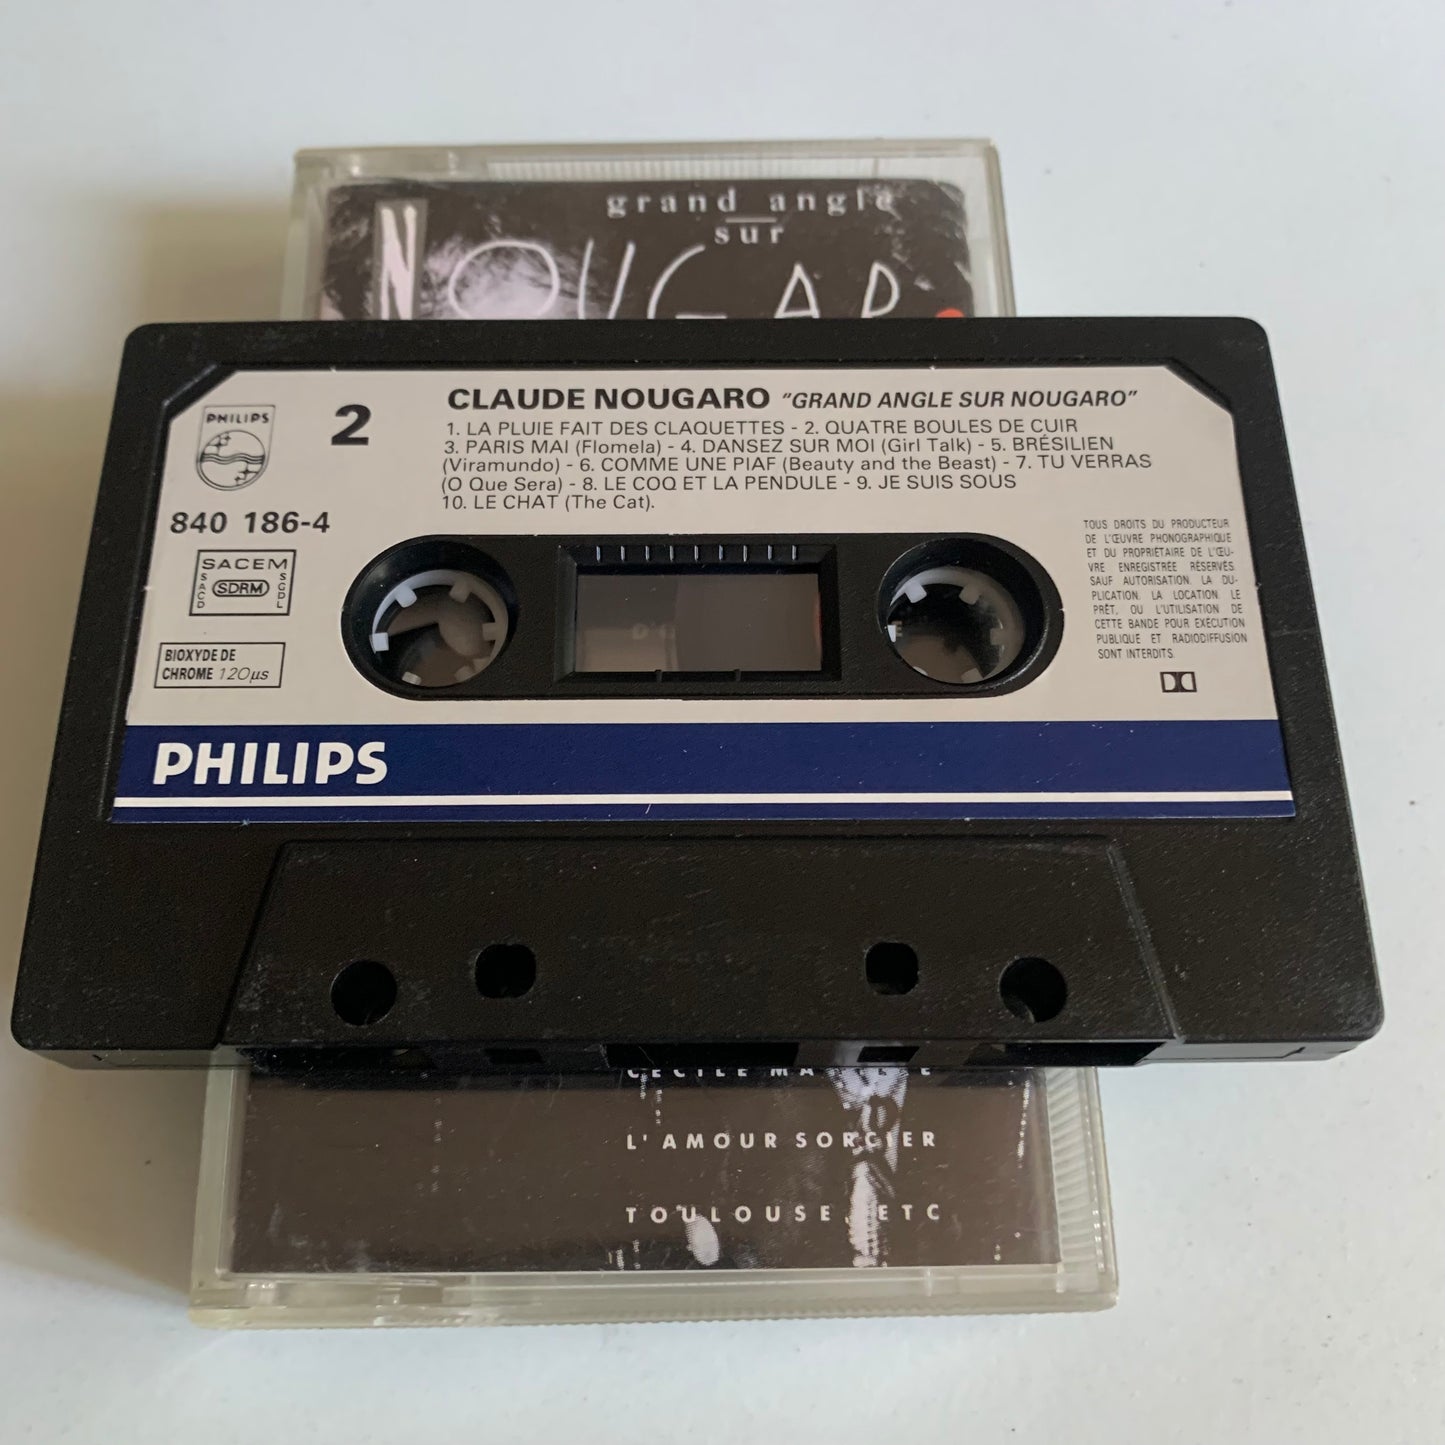 grand angle
sur
NOUGAR
PHILIPS
2
CLAUDE NOUGARO "GRAND ANGLE SUR NOUGARO"
1. LA PLUIE FAIT DES CLAQUETTES - 2. QUATRE BOULES DE CUIR
3. PARIS MAI (Flomela) - 4. DANSEZ SUR MOI (Girl Talk) - 5. BRÉSILIEN
(Viramundo) - 6. COMME UNE PIAF (Beauty and the Beast) - 7. TU VERRAS
(O Que Sera) - 8. LE COQ ET LA PENDULE - 9. JE SUIS SOUS
10. LE CHAT (The Cat).
840 186-4
SACEM
SACD
SDRM
SGDL
BIOXYDE DE
CHROME 120µs
TOUS DROITS DU PRODUCTEUR
DE L'ŒUVRE PHONOGRAPHIQUE
ET DU PROPRIÉTAIRE DE L'ŒU-
VRE ENREGISTRÉE RÉSERVÉS.
SAUF AUTORISATION. LA DU-
PLICATION. LA LOCATION. LE
PRÊT, OU L'UTILISATION DE
CETTE BANDE POUR EXÉCUTION
PUBLIQUE ET RADIODIFFUSION
SONT INTERDITS.
PHILIPS
CECILE MA FILLE
L'AMOUR SORCIER
TOULOUSE, ETC